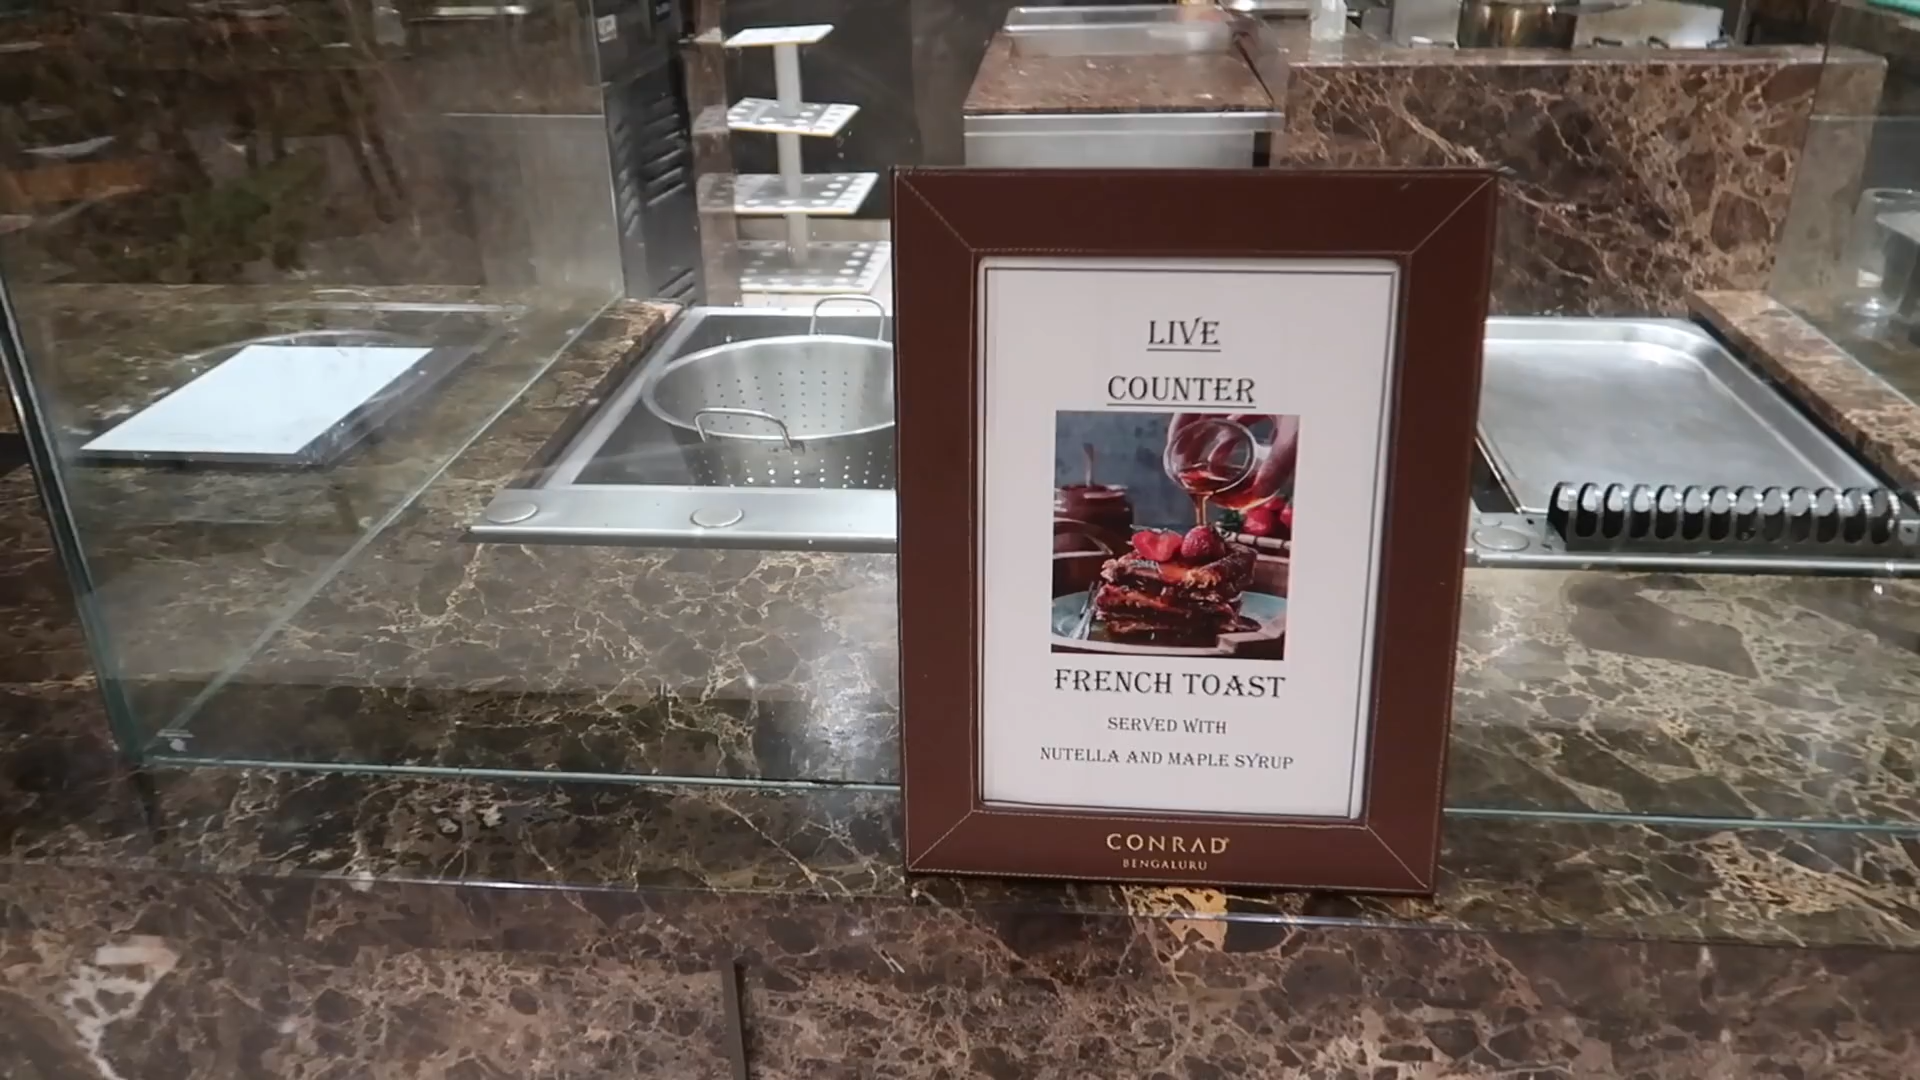 LIVE
COUNTER
FRENCH TOAST
SERVED WITH
NUTELLA AND MAPLE SYRUP
CONRAD
BENGALURU